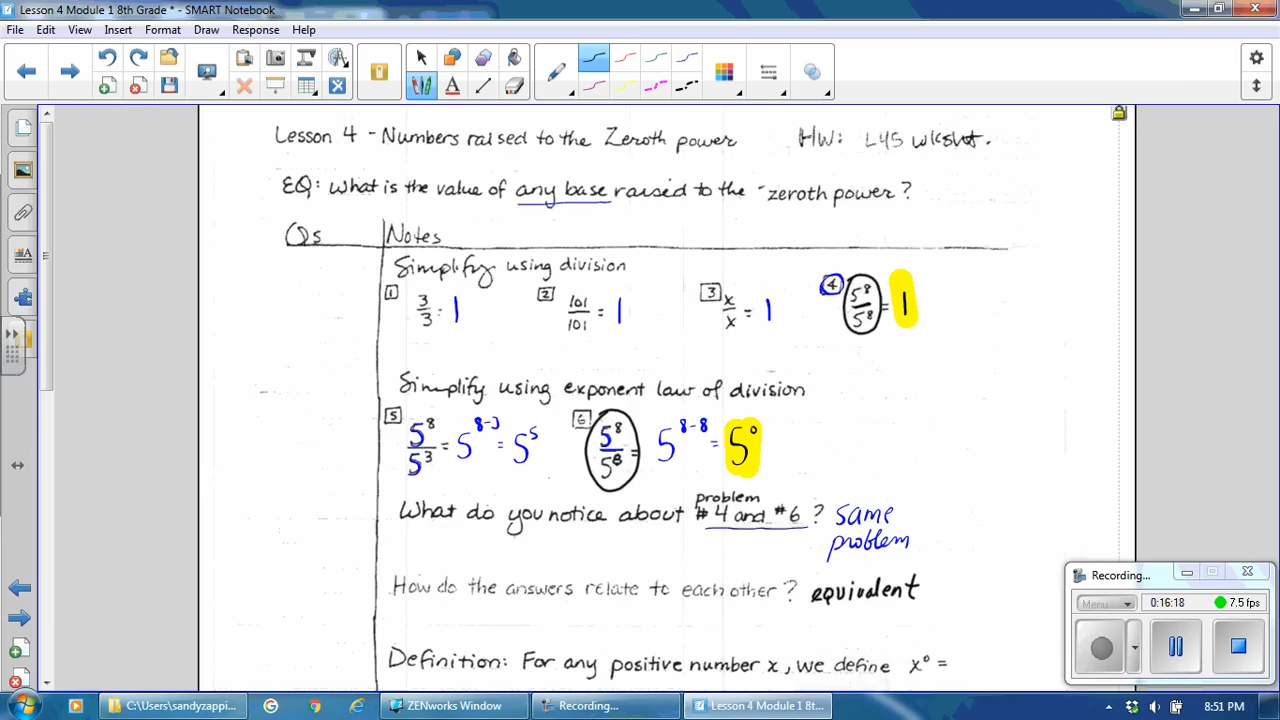 Lesson 4 Module 1 8th Grade * - SMART Notebook
File Edit View Insert Format Draw Response Help
Lesson 4 - Numbers raised to the Zeroth power HW: L4S wksht.
EQ: What is the value of any base raised to the zeroth power?
Qs Notes
Simplify using division
1 3/3 = 1 2 101/101 = 1 3 x/x = 1 4 5⁸/5⁸ = 1
Simplify using exponent law of division
5 5⁸/5³ = 5⁸⁻³ = 5⁵ 6 5⁸/5⁸ = 5⁸⁻⁸ = 5⁰
What do you notice about problem #4 and #6? same
problem
How do the answers relate to each other? equivalent
Definition: For any positive number x, we define x⁰ =
Recording...
Menu 0:16:18 7.5 fps
C:\Users\sandyzappi... ZENworks Window Recording... Lesson 4 Module 1 8t... 8:51 PM